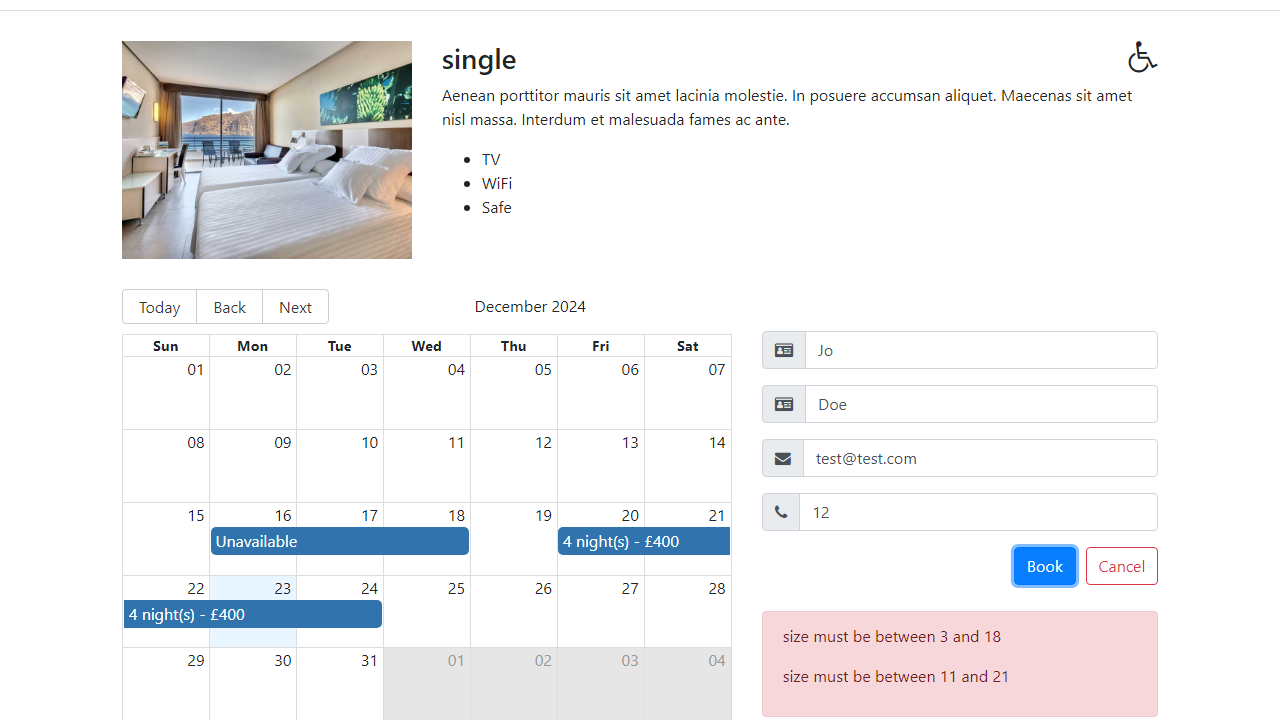 single
Aenean porttitor mauris sit amet lacinia molestie. In posuere accumsan aliquet. Maecenas sit amet
nisl massa. Interdum et malesuada fames ac ante.
TV
WiFi
Safe
Today Back Next December 2024
Sun Mon Tue Wed Thu Fri Sat
01 02 03 04 05 06 07
08 09 10 11 12 13 14
15 16 17 18 19 20 21
Unavailable 4 night(s) - £400
22 23 24 25 26 27 28
4 night(s) - £400
29 30 31 01 02 03 04
Jo
Doe
test@test.com
12
Book Cancel
size must be between 3 and 18
size must be between 11 and 21